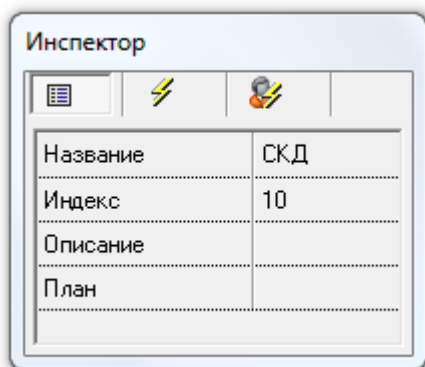 Инспектор
Название СКД
Индекс 10
Описание
План